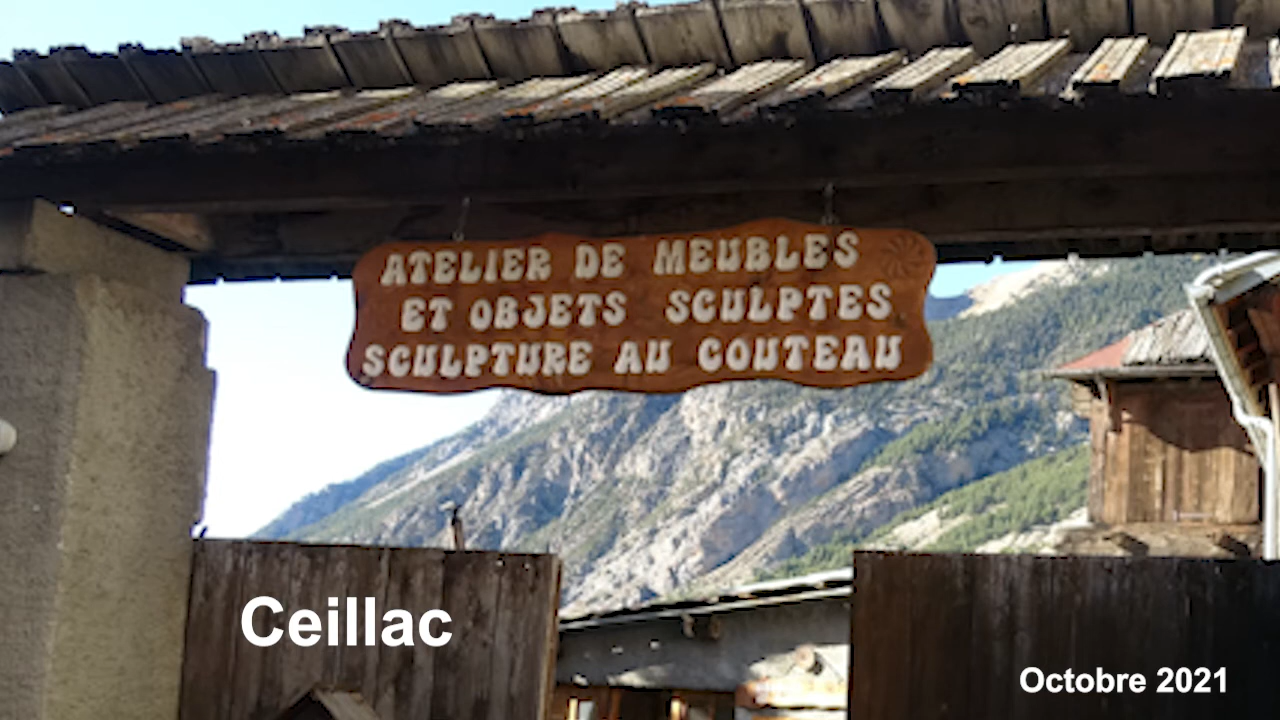 ATELIER DE MEUBLES
ET OBJETS SCULPTES
SCULPTURE AU COUTEAU
Ceillac
Octobre 2021